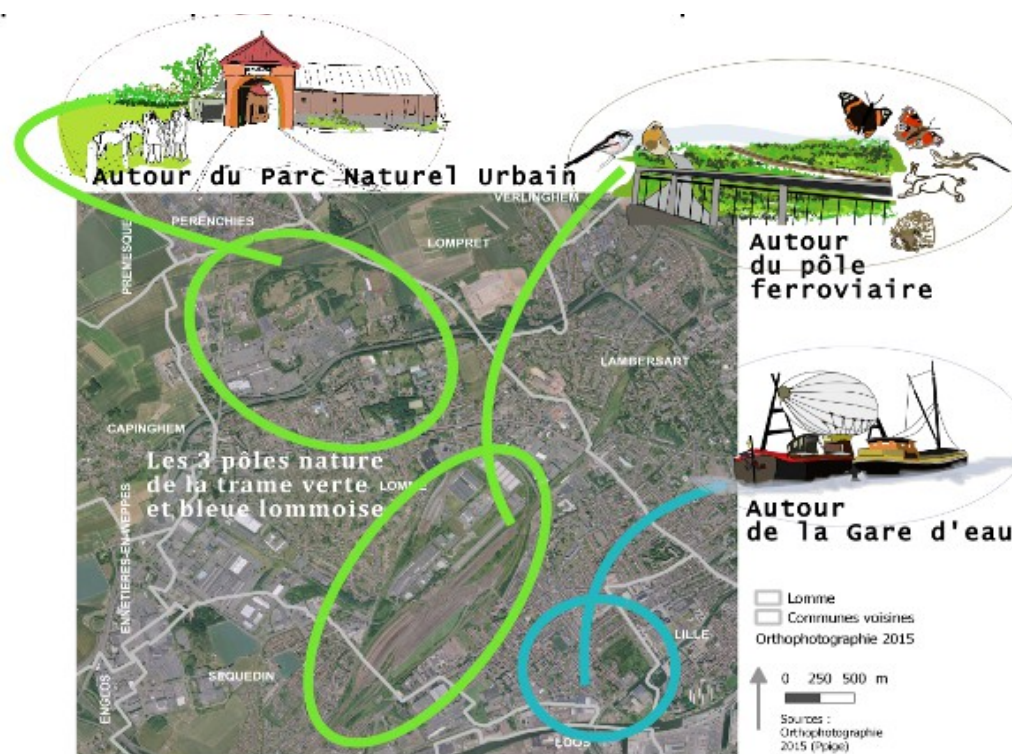 Autour du Parc Naturel Urbain
VERLINGHEM
PERENCHIES
PREMESQUE
LOMPRET
Autour
du pôle
ferroviaire
LAMBERSART
CAPINGHEM
Les 3 pôles nature
de la trame verte
LOMME
et bleue lommoise
ENNETIERES-EN-WEPPES
Autour
de la Gare d'eau
Lomme
Communes voisines
Orthophotographie 2015
LILLE
SEQUEDIN
ENGLOS
0 250 500 m
Sources :
Orthophotographie
2015 (Ppige)
LOOS